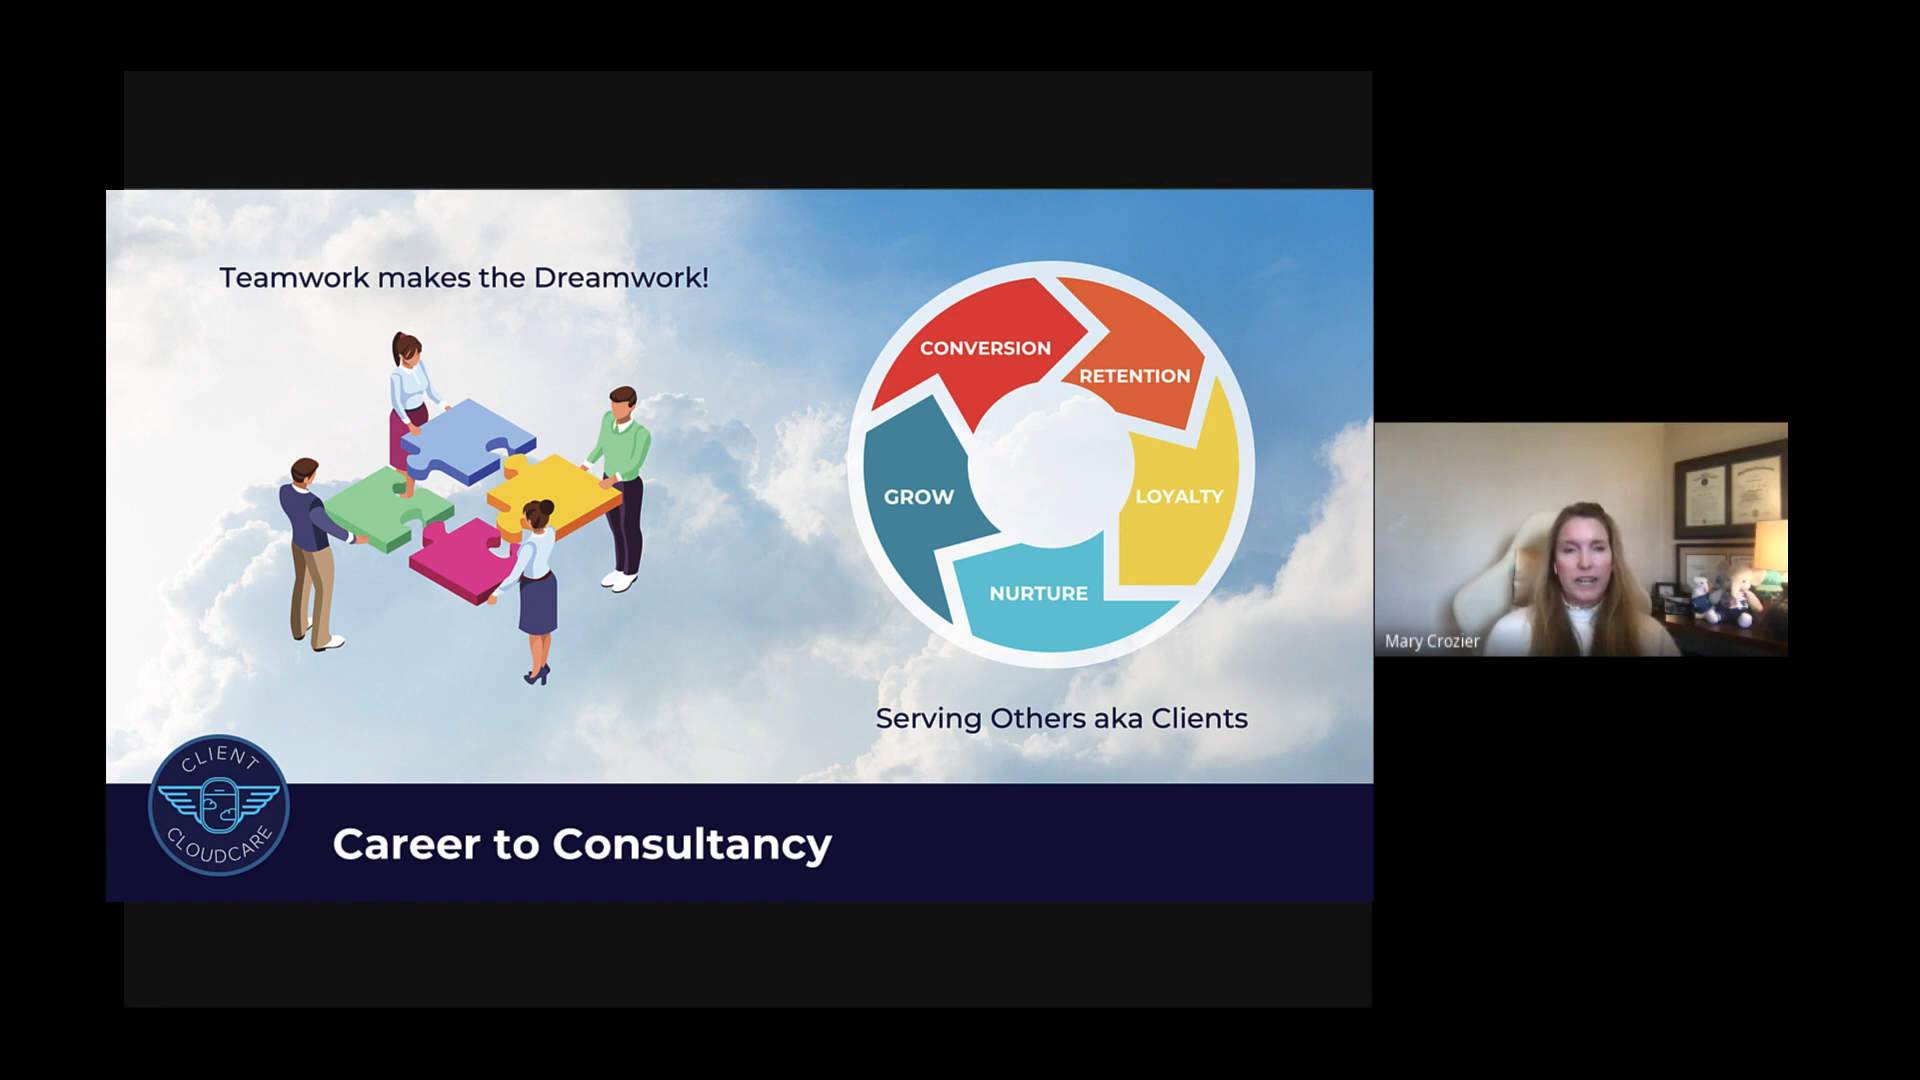 Teamwork makes the Dreamwork!
CONVERSION
RETENTION
LOYALTY
NURTURE
GROW
Serving Others aka Clients
CLIENT
CLOUDCARE
Career to Consultancy
Mary Crozier